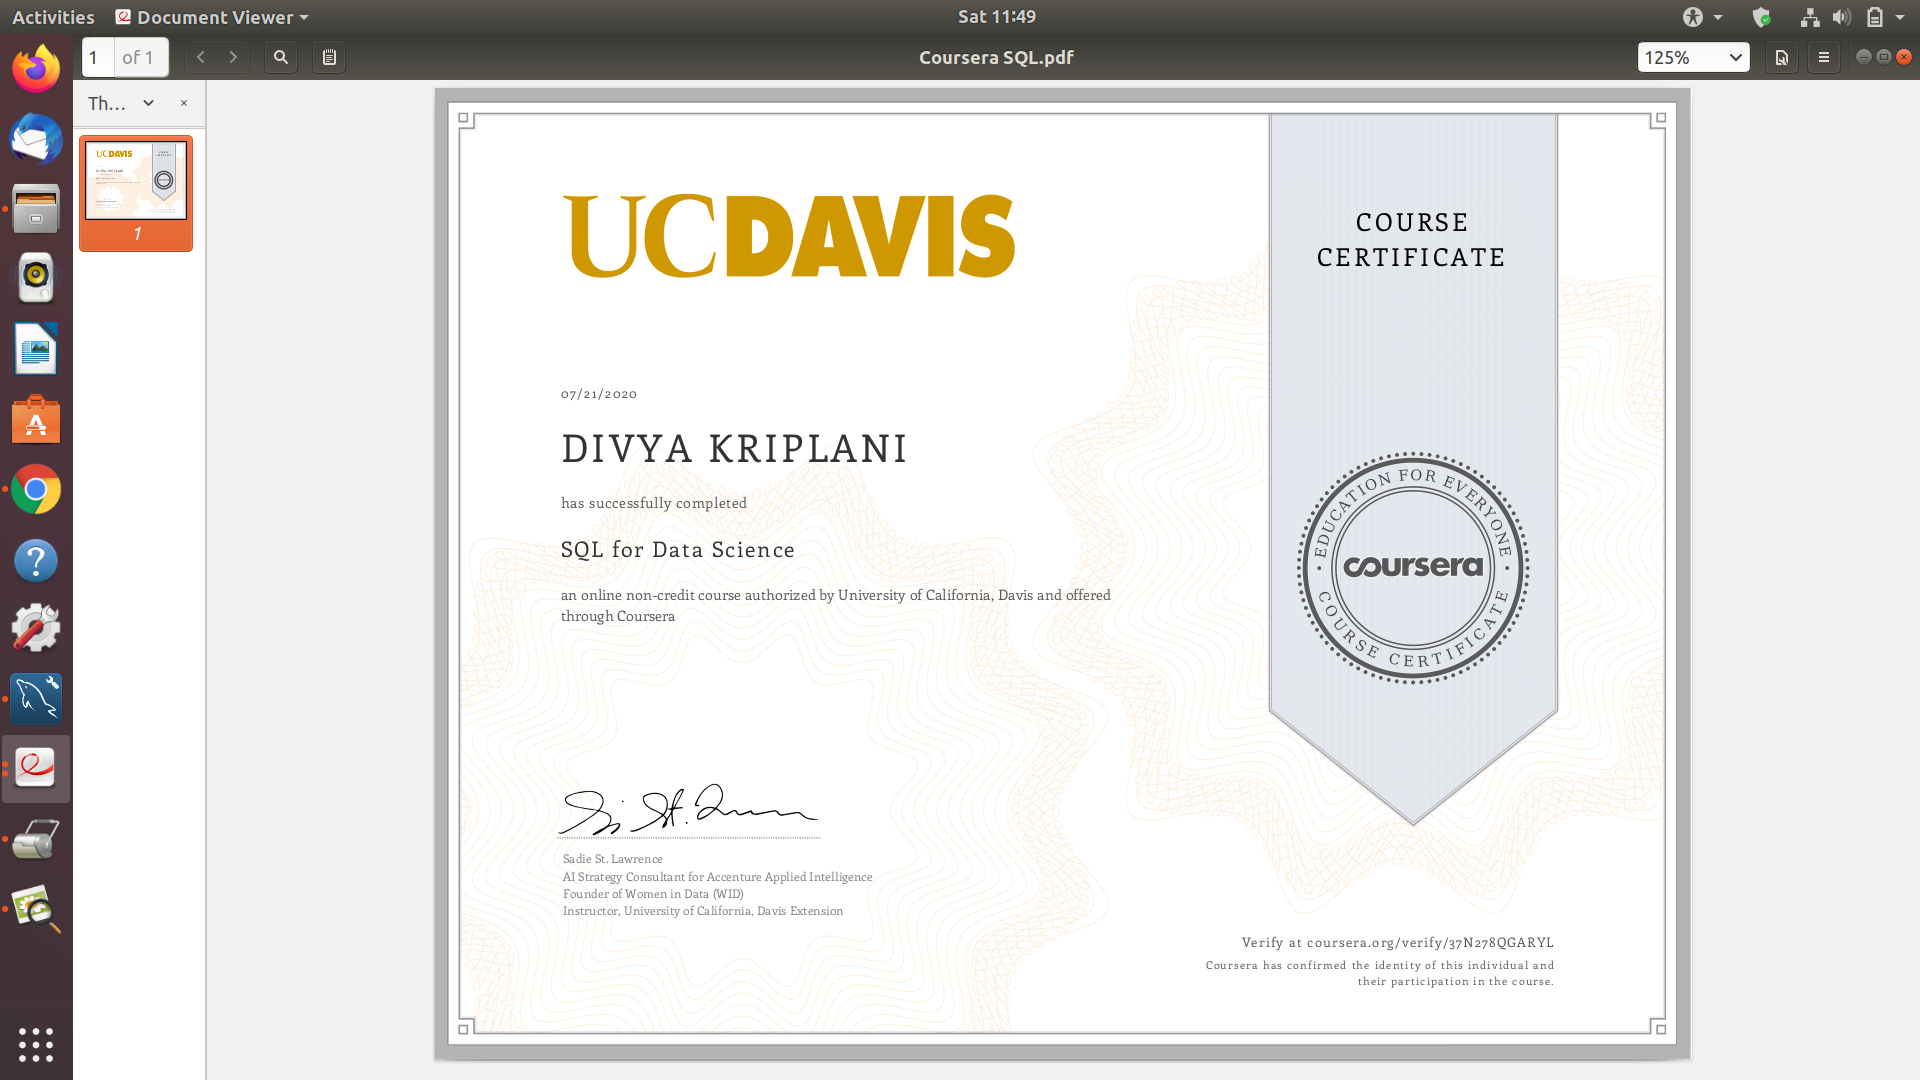 Activities
Document Viewer
Sat 11:49
1 of 1
Coursera SQL.pdf
125%
Th...
1
UCDAVIS
COURSE
CERTIFICATE
07/21/2020
DIVYA KRIPLANI
has successfully completed
SQL for Data Science
an online non-credit course authorized by University of California, Davis and offered
through Coursera
EDUCATION FOR EVERYONE
coursera
COURSE CERTIFICATE
Sadie St. Lawrence
AI Strategy Consultant for Accenture Applied Intelligence
Founder of Women in Data (WID)
Instructor, University of California, Davis Extension
Verify at coursera.org/verify/37N278QGARYL
Coursera has confirmed the identity of this individual and
their participation in the course.